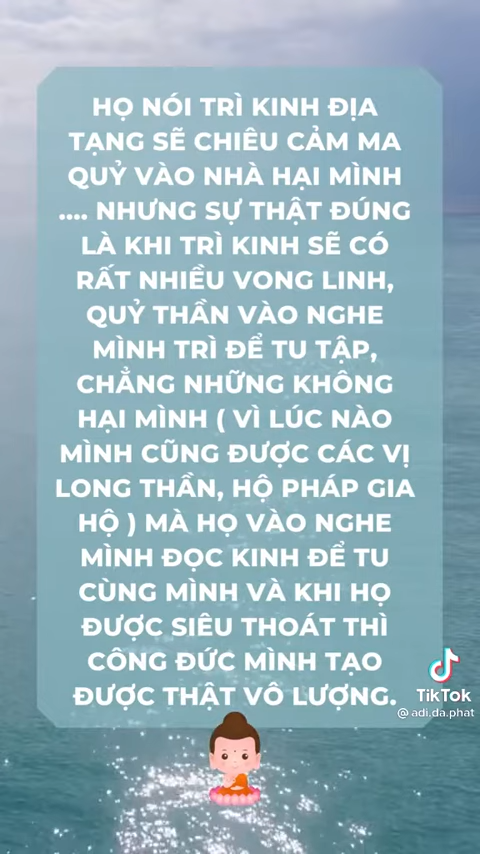 HỌ NÓI TRÌ KINH ĐỊA
TẠNG SẼ CHIÊU CẢM MA
QUỶ VÀO NHÀ HẠI MÌNH
.... NHƯNG SỰ THẬT ĐÚNG
LÀ KHI TRÌ KINH SẼ CÓ
RẤT NHIỀU VONG LINH,
QUỶ THẦN VÀO NGHE
MÌNH TRÌ ĐỂ TU TẬP,
CHẲNG NHỮNG KHÔNG
HẠI MÌNH ( VÌ LÚC NÀO
MÌNH CŨNG ĐƯỢC CÁC VỊ
LONG THẦN, HỘ PHÁP GIA
HỘ ) MÀ HỌ VÀO NGHE
MÌNH ĐỌC KINH ĐỂ TU
CÙNG MÌNH VÀ KHI HỌ
ĐƯỢC SIÊU THOÁT THÌ
CÔNG ĐỨC MÌNH TẠO
ĐƯỢC THẬT VÔ LƯỢNG.
TikTok
@adi.da.phat